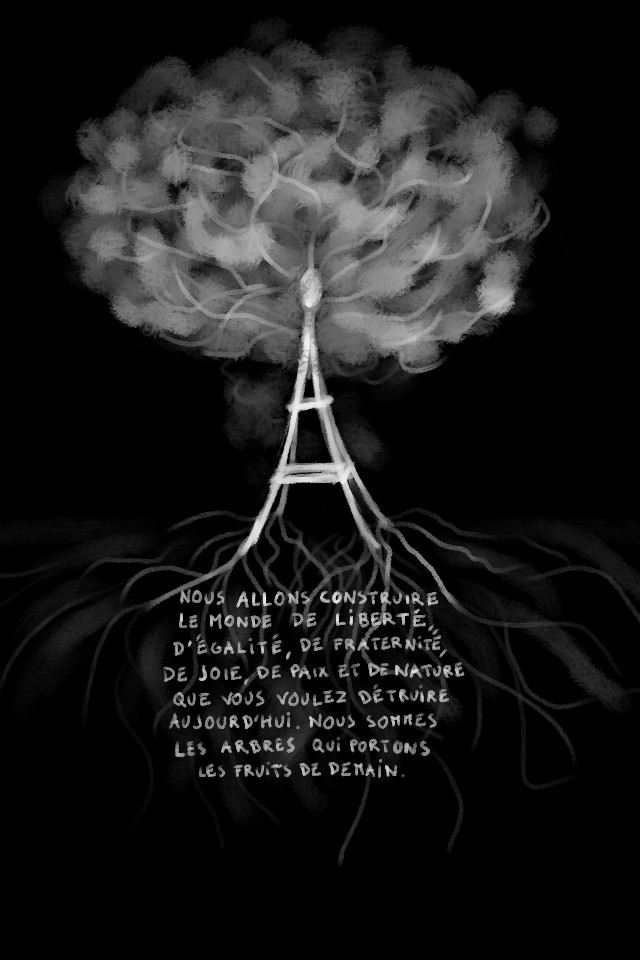 NOUS ALLONS CONSTRUIRE
LE MONDE DE LIBERTÉ,
D'ÉGALITÉ, DE FRATERNITÉ,
DE JOIE, DE PAIX ET DE NATURE
QUE VOUS VOULEZ DÉTRUIRE
AUJOURD'HUI. NOUS SOMMES
LES ARBRES QUI PORTONS
LES FRUITS DE DEMAIN.